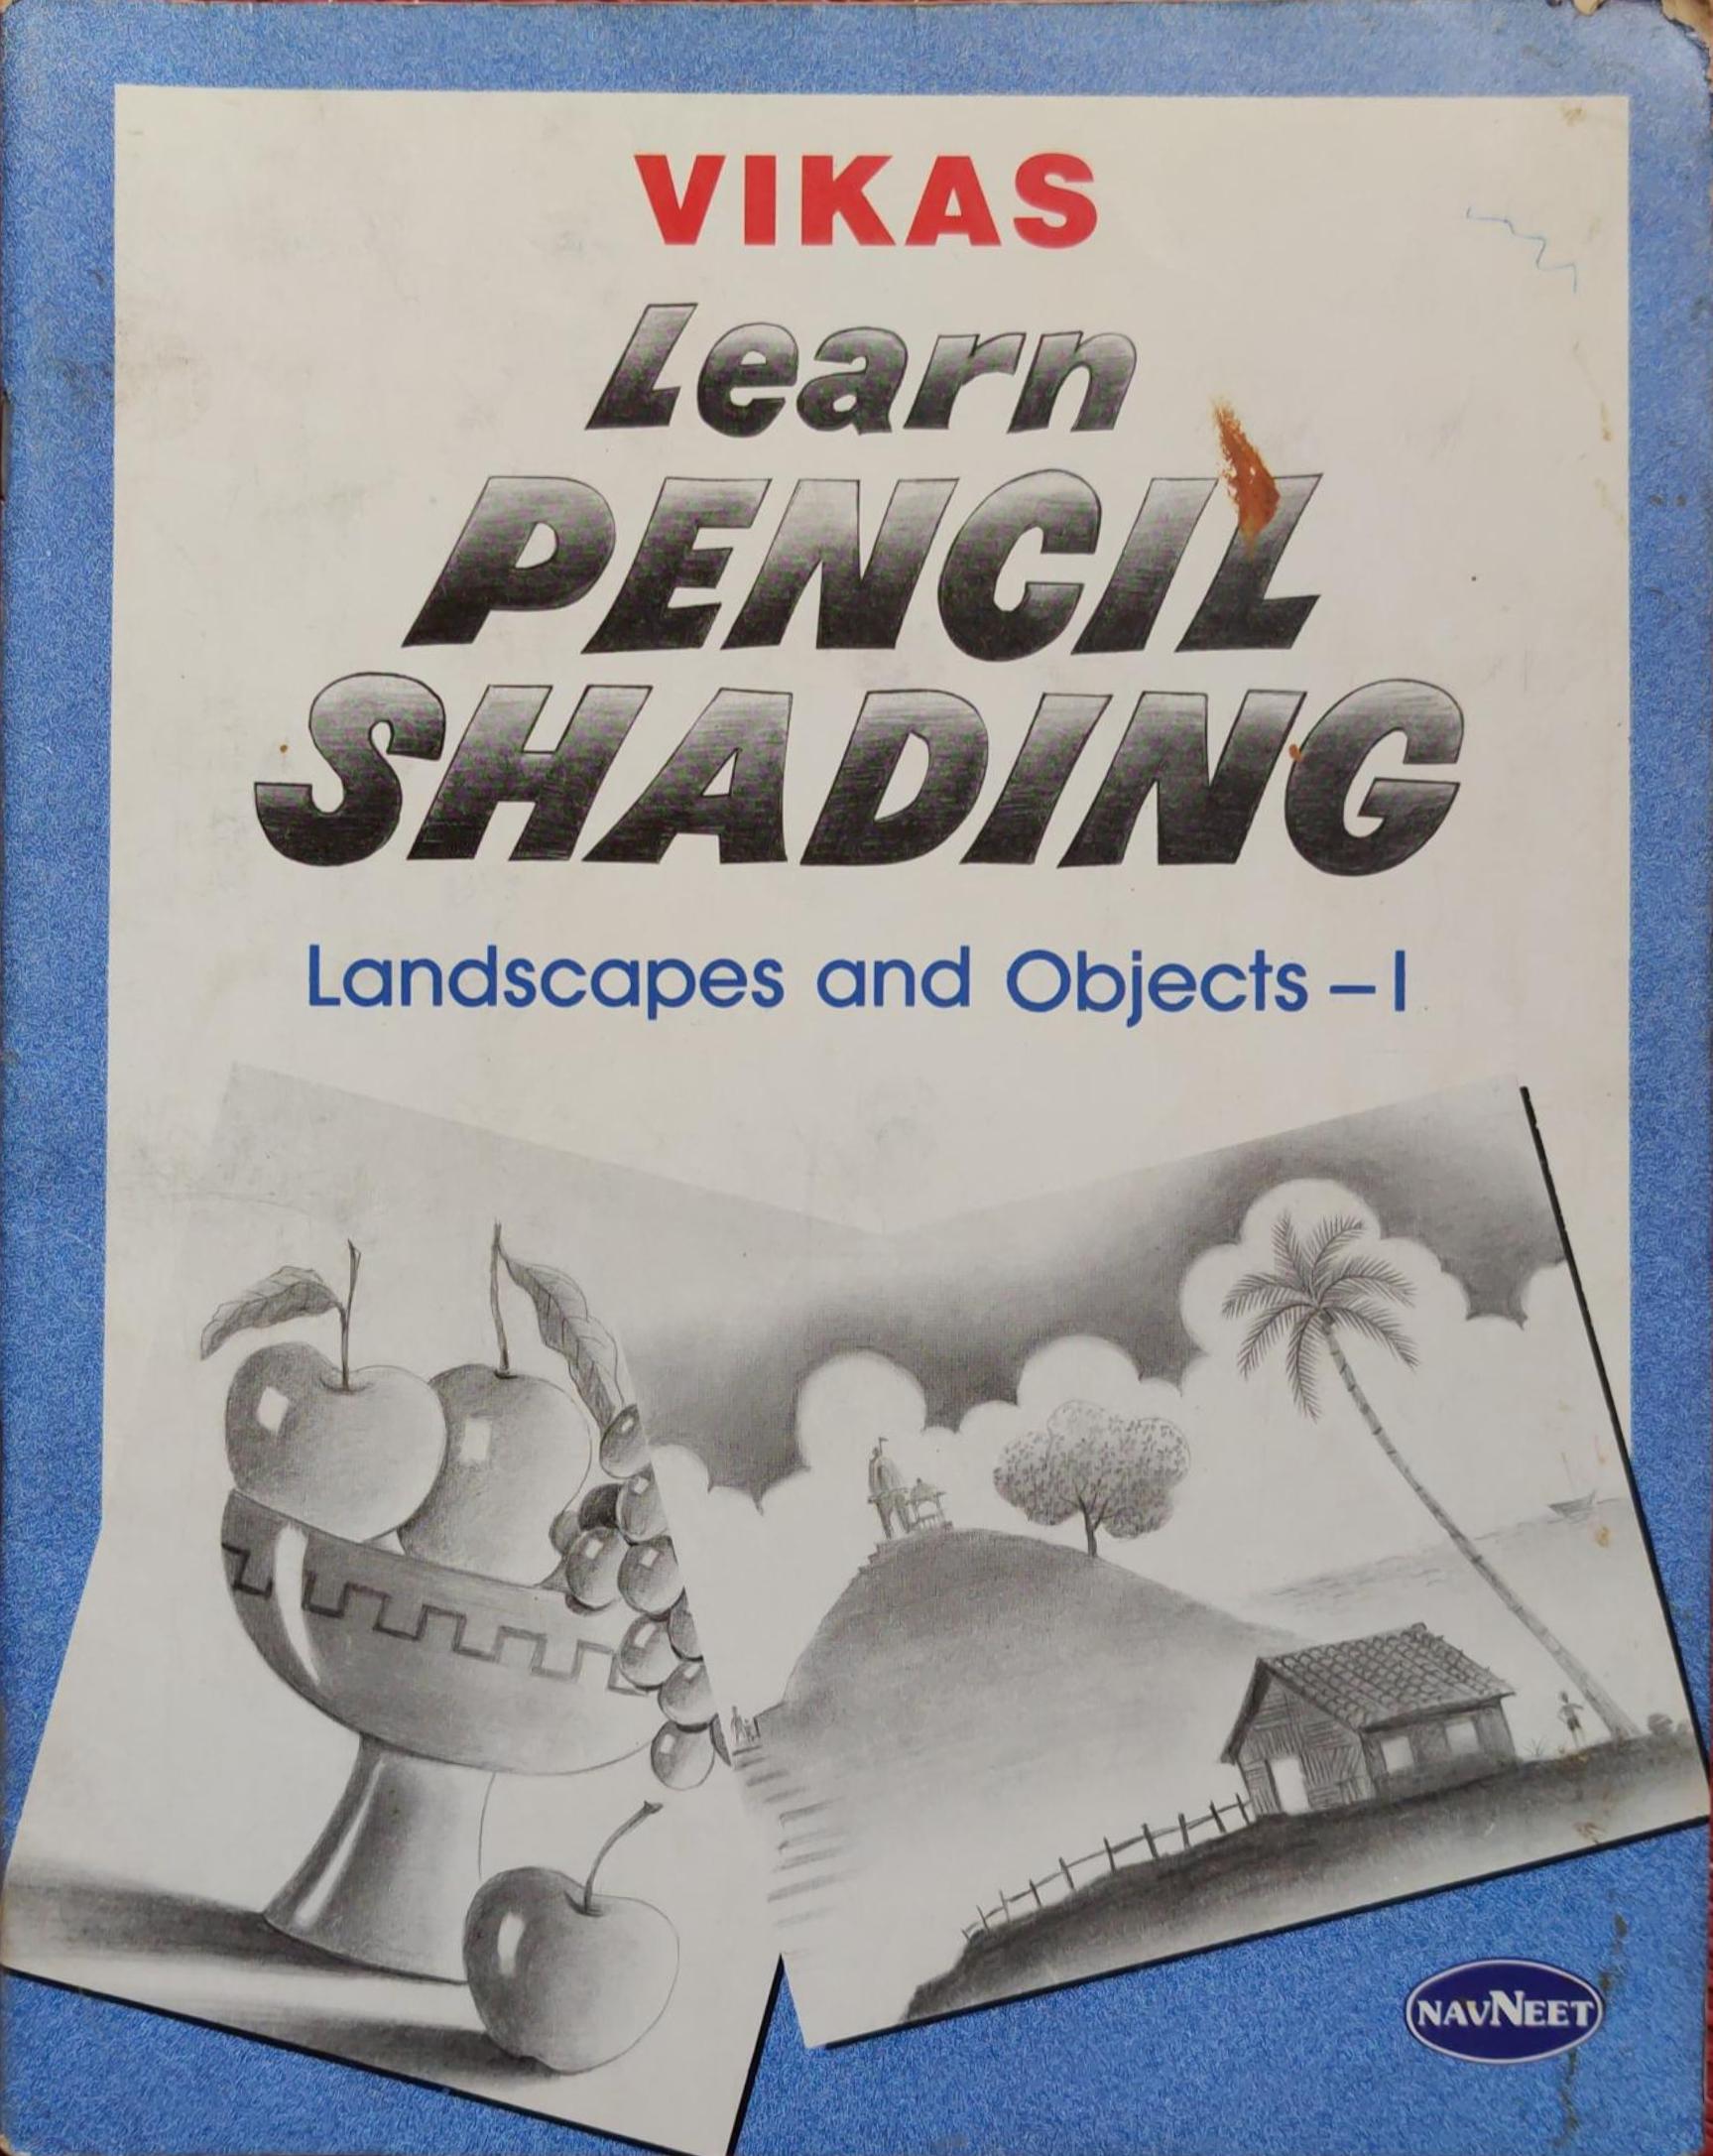 VIKAS
Learn
PENCIL
SHADING
Landscapes and Objects – I
NAVNEET